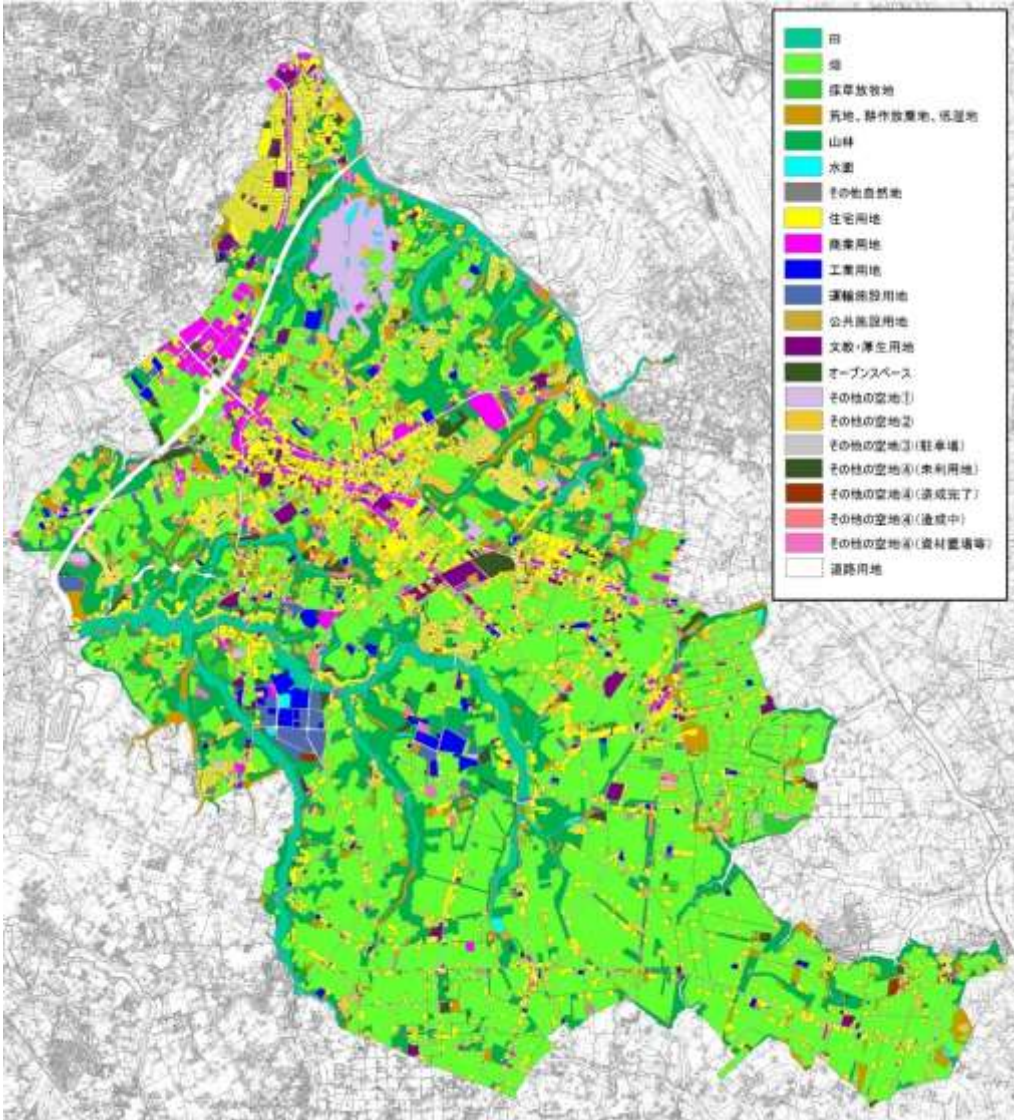 田
畑
採草放牧地
荒地、耕作放棄地、低湿地
山林
水面
その他自然地
住宅用地
商業用地
工業用地
運輸施設用地
公共施設用地
文教・厚生用地
オープンスペース
その他の空地①
その他の空地②
その他の空地③(駐車場)
その他の空地④(未利用地)
その他の空地④(造成完了)
その他の空地④(造成中)
その他の空地④(資材置場等)
道路用地